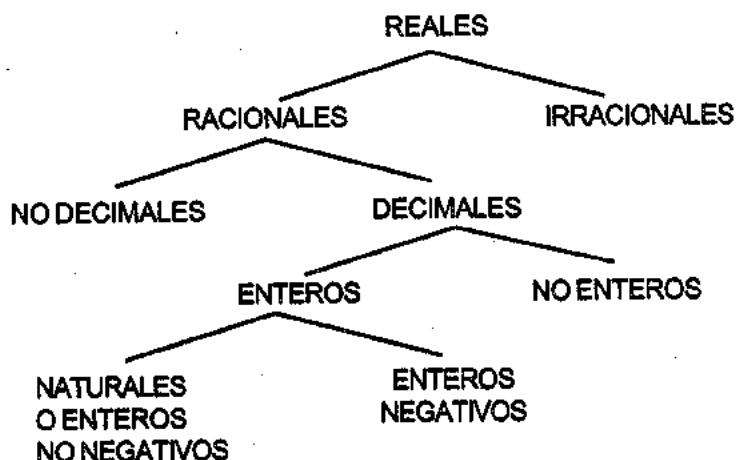 REALES
RACIONALES
IRRACIONALES
NO DECIMALES
DECIMALES
ENTEROS
NO ENTEROS
NATURALES
O ENTEROS
NO NEGATIVOS
ENTEROS
NEGATIVOS